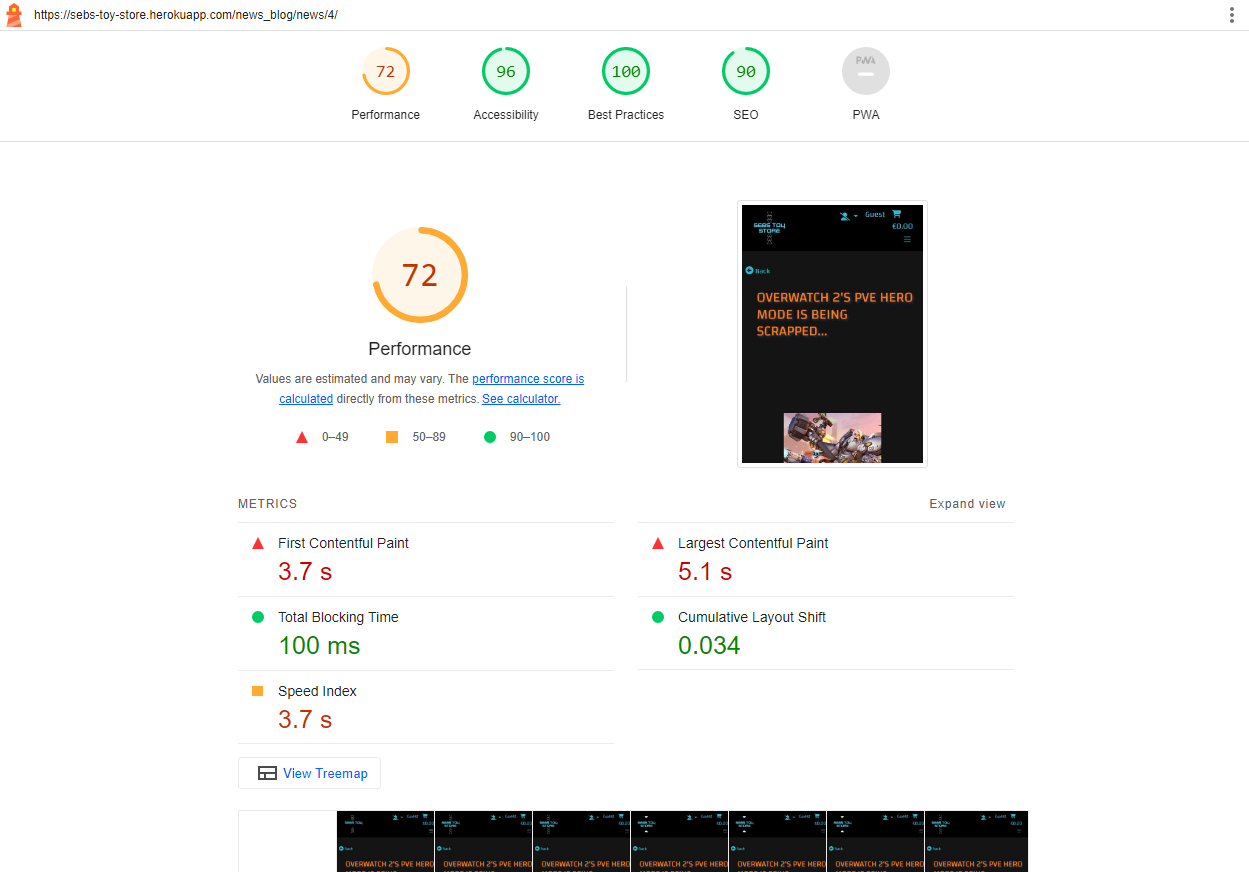 https://sebs-toy-store.herokuapp.com/news_blog/news/4/
72
96
100
90
PWA
Performance
Accessibility
Best Practices
SEO
PWA
72
Performance
Values are estimated and may vary. The performance score is
calculated directly from these metrics. See calculator.
0–49
50–89
90–100
SEBS TOY
STORE
Guest
€0.00
Back
OVERWATCH 2'S PVE HERO
MODE IS BEING
SCRAPPED...
METRICS
Expand view
First Contentful Paint
3.7 s
Largest Contentful Paint
5.1 s
Total Blocking Time
100 ms
Cumulative Layout Shift
0.034
Speed Index
3.7 s
View Treemap
OVERWATCH 2'S PVE HERO
OVERWATCH 2'S PVE HERO
OVERWATCH 2'S PVE HERO
OVERWATCH 2'S PVE HERO
OVERWATCH 2'S PVE HERO
OVERWATCH 2'S PVE HERO
OVERWATCH 2'S PVE HERO